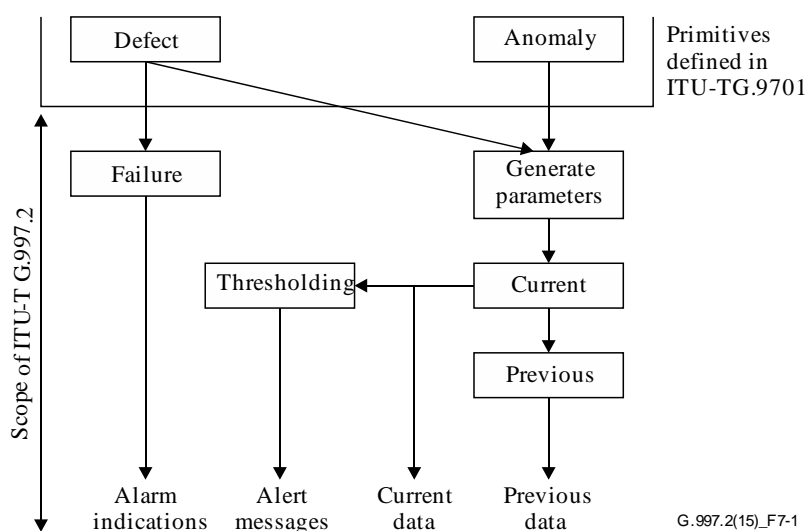 Defect
Anomaly
Primitives
defined in
ITU-TG.9701
Failure
Generate
parameters
Scope of ITU-T G.997.2
Thresholding
Current
Previous
Alarm
indications
Alert
messages
Current
data
Previous
data
G.997.2(15)_F7-1